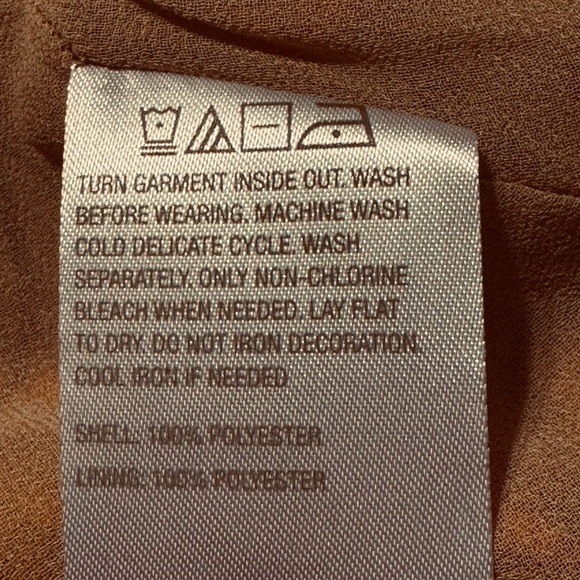 TURN GARMENT INSIDE OUT. WASH
BEFORE WEARING. MACHINE WASH
COLD DELICATE CYCLE. WASH
SEPARATELY. ONLY NON-CHLORINE
BLEACH WHEN NEEDED. LAY FLAT
TO DRY. DO NOT IRON DECORATION.
COOL IRON IF NEEDED
SHELL: 100% POLYESTER
LINING: 100% POLYESTER